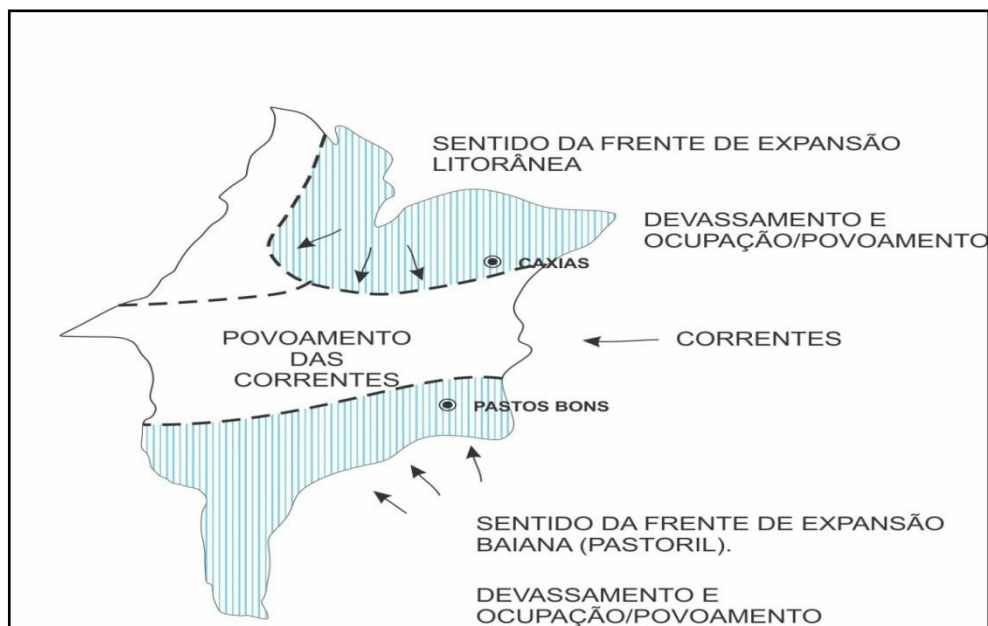 SENTIDO DA FRENTE DE EXPANSÃO
LITORÂNEA
DEVASSAMENTO E
OCUPAÇÃO/POVOAMENTO
CAXIAS
POVOAMENTO
DAS
CORRENTES
CORRENTES
PASTOS BONS
SENTIDO DA FRENTE DE EXPANSÃO
BAIANA (PASTORIL).
DEVASSAMENTO E
OCUPAÇÃO/POVOAMENTO